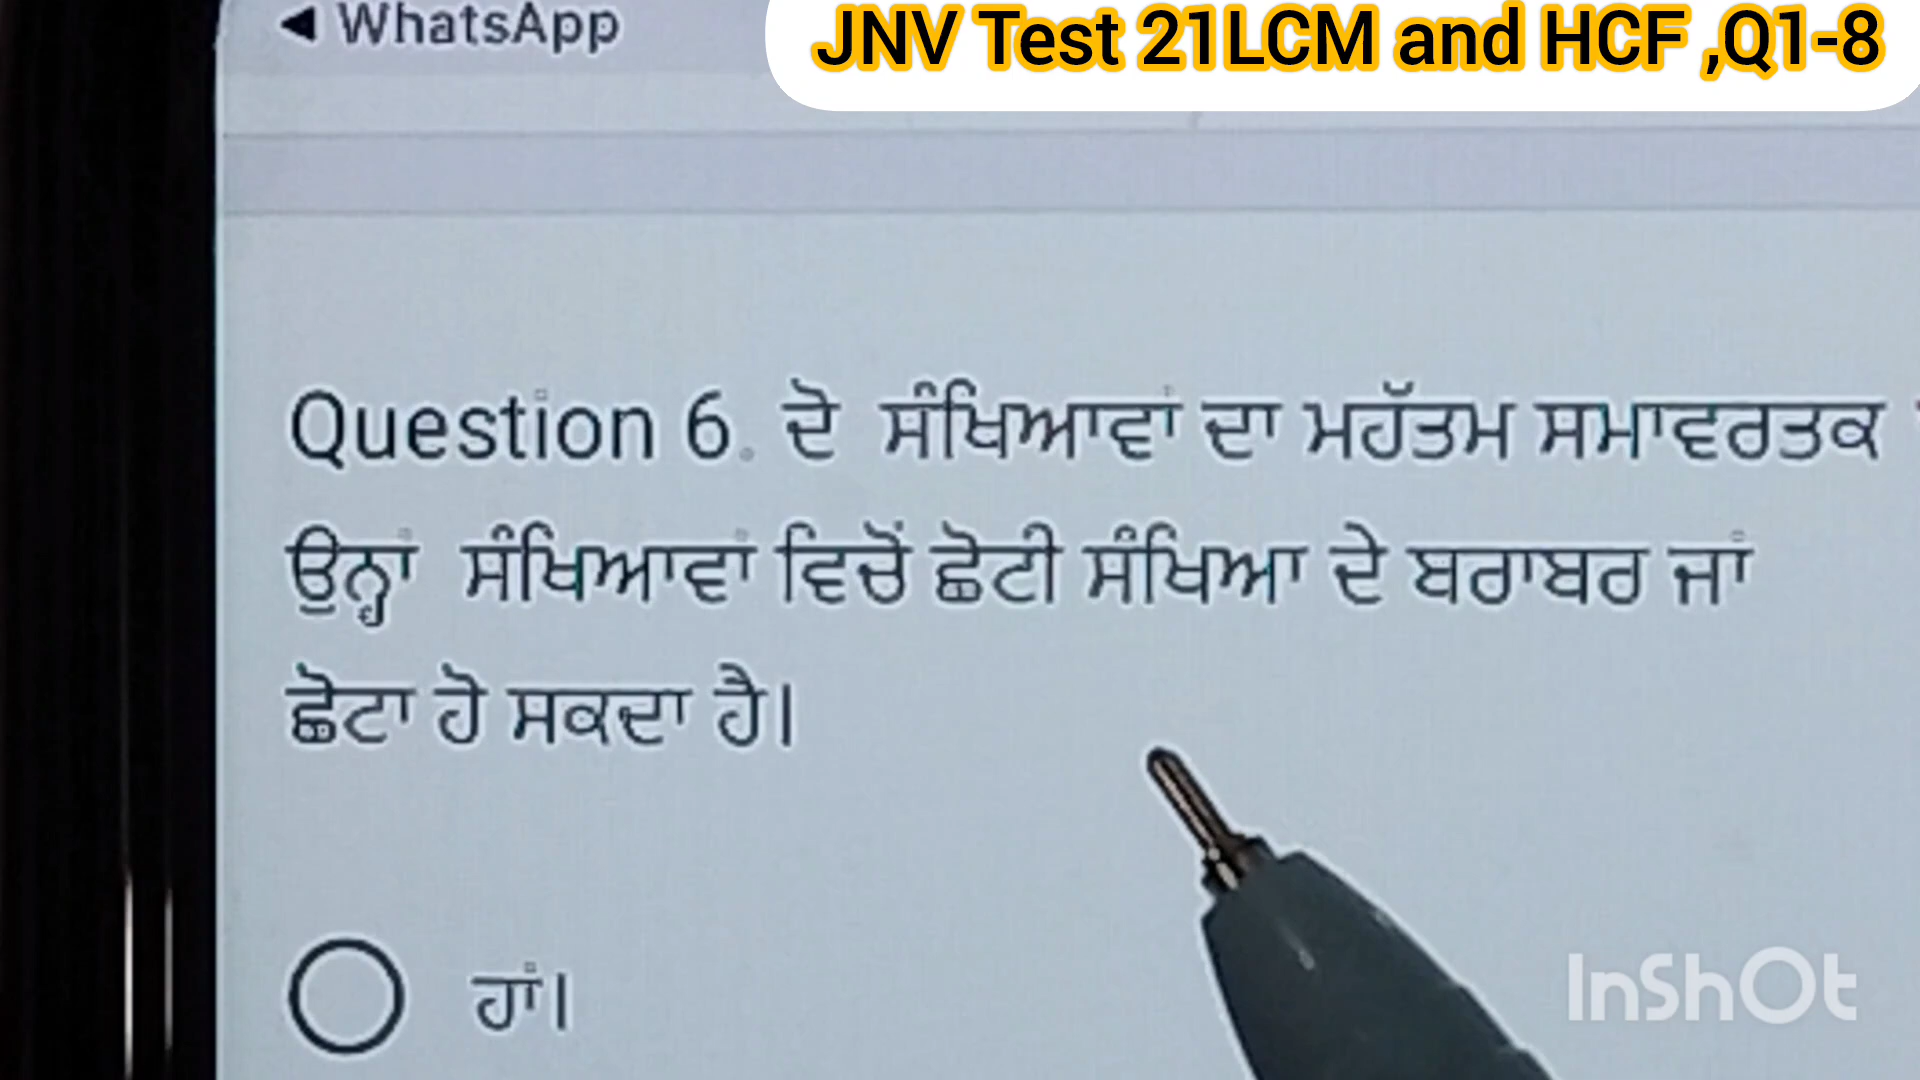 ◀ WhatsApp
JNV Test 21LCM and HCF ,Q1-8
Question 6. ਦੋ ਸੰਖਿਆਵਾਂ ਦਾ ਮਹੱਤਮ ਸਮਾਵਰਤਕ
ਉਨ੍ਹਾਂ ਸੰਖਿਆਵਾਂ ਵਿਚੋਂ ਛੋਟੀ ਸੰਖਿਆ ਦੇ ਬਰਾਬਰ ਜਾਂ
ਛੋਟਾ ਹੋ ਸਕਦਾ ਹੈ।
ਹਾਂ।
InShOt